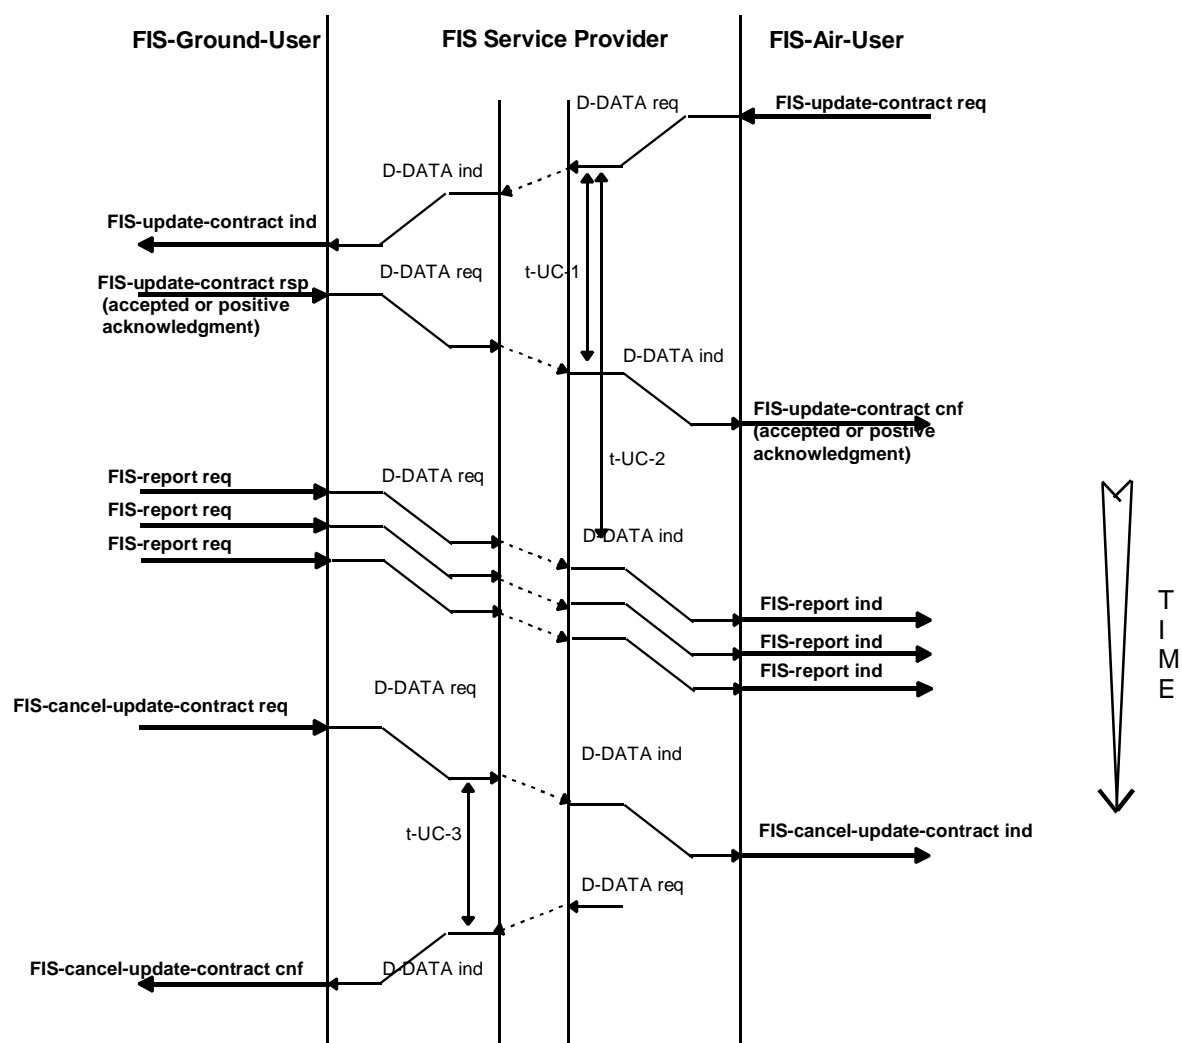 FIS-Ground-User
FIS Service Provider
FIS-Air-User
D-DATA req
FIS-update-contract req
D-DATA ind
FIS-update-contract ind
t-UC-1
D-DATA req
FIS-update-contract rsp
(accepted or positive
acknowledgment)
D-DATA ind
FIS-update-contract cnf
(accepted or postive
acknowledgment)
t-UC-2
FIS-report req
D-DATA req
FIS-report req
FIS-report req
D-DATA ind
FIS-report ind
FIS-report ind
FIS-report ind
T
I
M
E
D-DATA req
FIS-cancel-update-contract req
D-DATA ind
t-UC-3
FIS-cancel-update-contract ind
D-DATA req
FIS-cancel-update-contract cnf
D-DATA ind